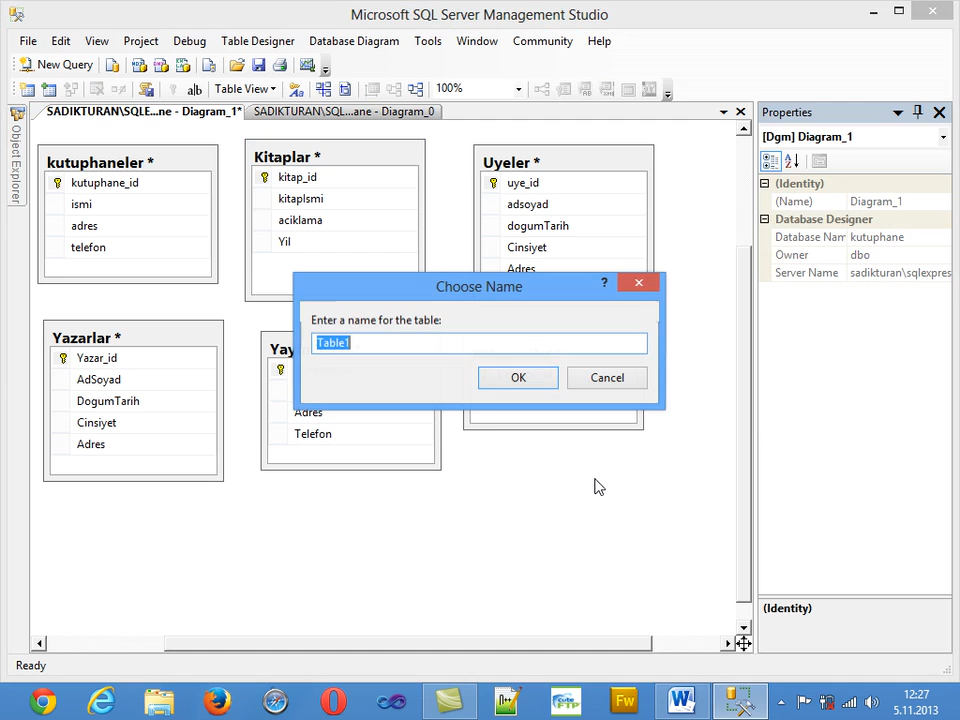 Microsoft SQL Server Management Studio
File Edit View Project Debug Table Designer Database Diagram Tools Window Community Help
New Query
ab Table View 100%
SADIKTURAN\SQLE...ne - Diagram_1* SADIKTURAN\SQL...ane - Diagram_0
Object Explorer
kutuphaneler *
kutuphane_id
ismi
adres
telefon
Kitaplar *
kitap_id
kitapIsmi
aciklama
Yil
Uyeler *
uye_id
adsoyad
dogumTarih
Cinsiyet
Adres
Yazarlar *
Yazar_id
AdSoyad
DogumTarih
Cinsiyet
Adres
Yay
Adres
Telefon
Choose Name
?
Enter a name for the table:
Table1
OK Cancel
Properties
[Dgm] Diagram_1
(Identity)
(Name) Diagram_1
Database Designer
Database Nam kutuphane
Owner dbo
Server Name sadikturan\sqlexpres
(Identity)
Ready
12:27
5.11.2013